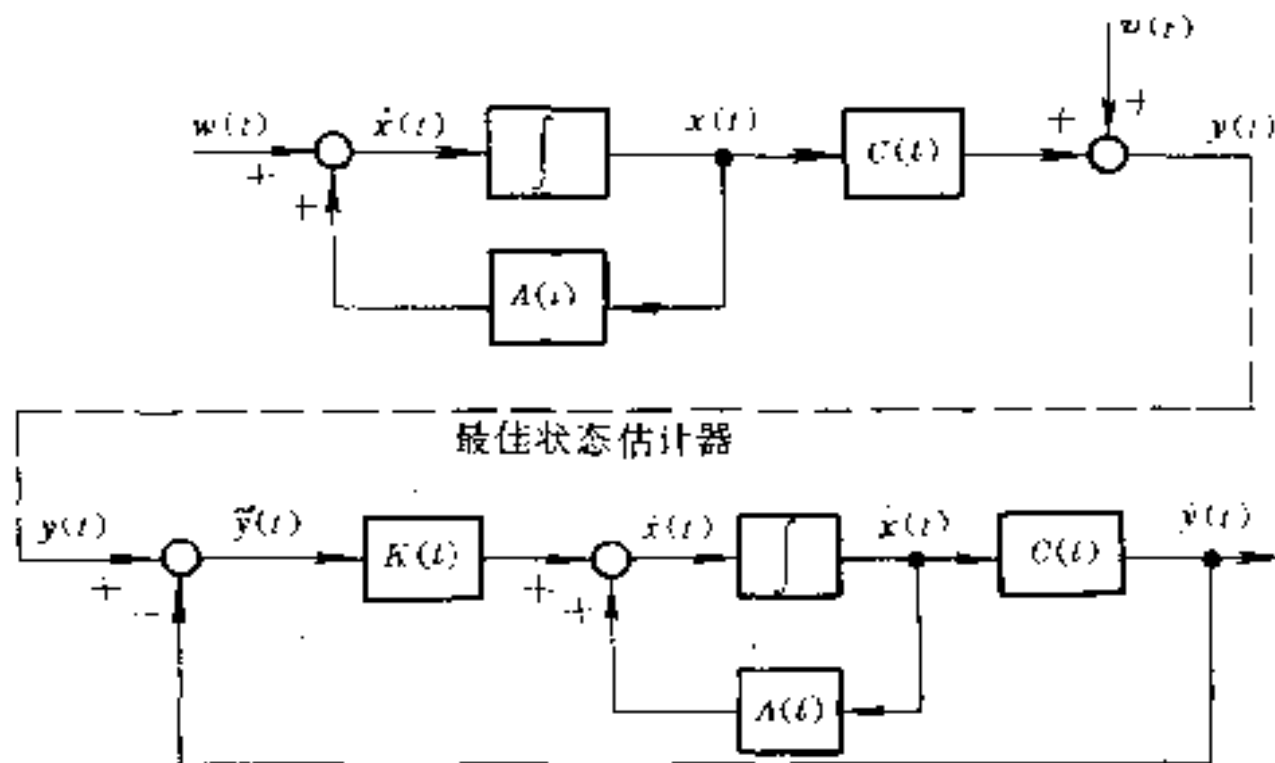 v(t)
w(t)
ẋ(t)
∫
x(t)
C(t)
y(t)
+
+
+
+
A(t)
最佳状态估计器
y(t)
ỹ(t)
K(t)
ẋ(t)
∫
x(t)
C(t)
ŷ(t)
+
-
+
+
A(t)